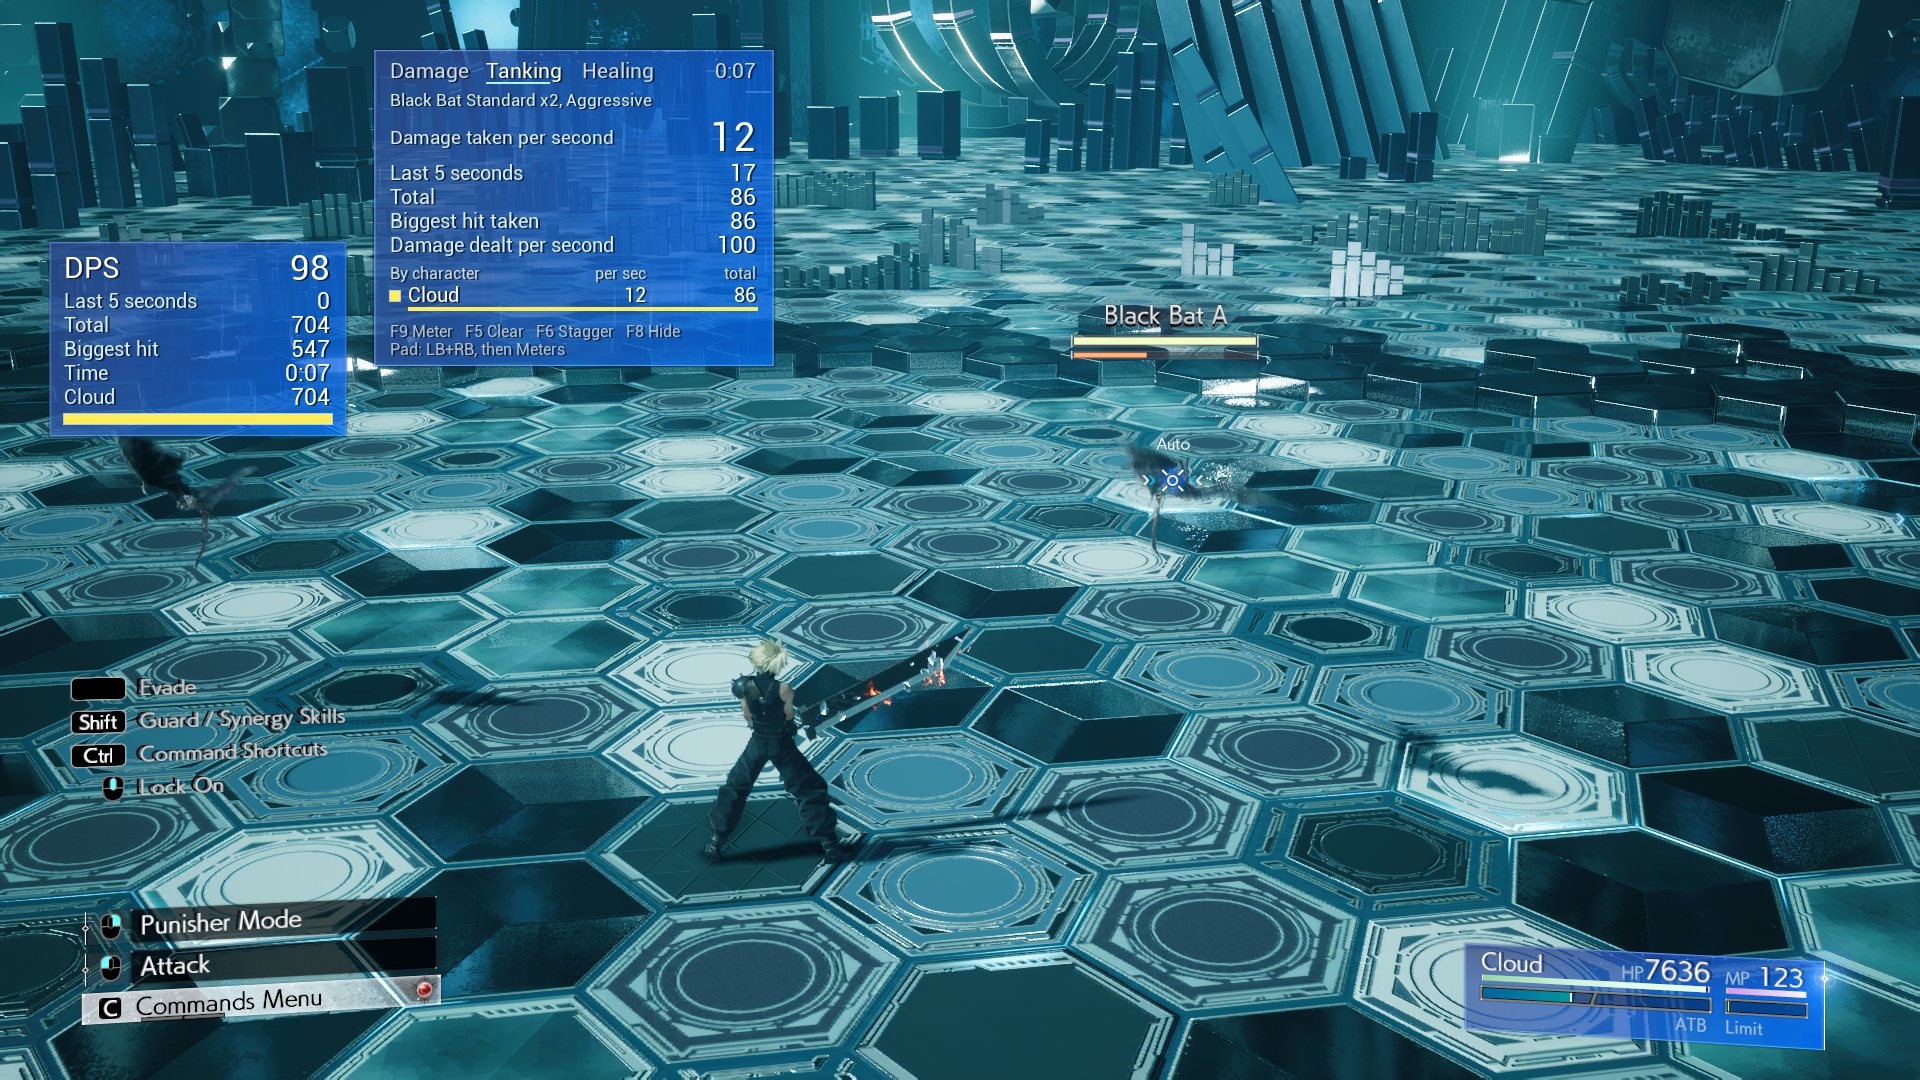 Damage Tanking Healing 0:07
Black Bat Standard x2, Aggressive
Damage taken per second 12
Last 5 seconds 17
Total 86
Biggest hit taken 86
Damage dealt per second 100
By character per sec total
Cloud 12 86
F9 Meter F5 Clear F6 Stagger F8 Hide
Pad: LB+RB, then Meters
DPS 98
Last 5 seconds 0
Total 704
Biggest hit 547
Time 0:07
Cloud 704
Black Bat A
Auto
Evade
Shift Guard / Synergy Skills
Ctrl Command Shortcuts
Lock On
Punisher Mode
Attack
C Commands Menu
Cloud HP 7636 MP 123
ATB Limit